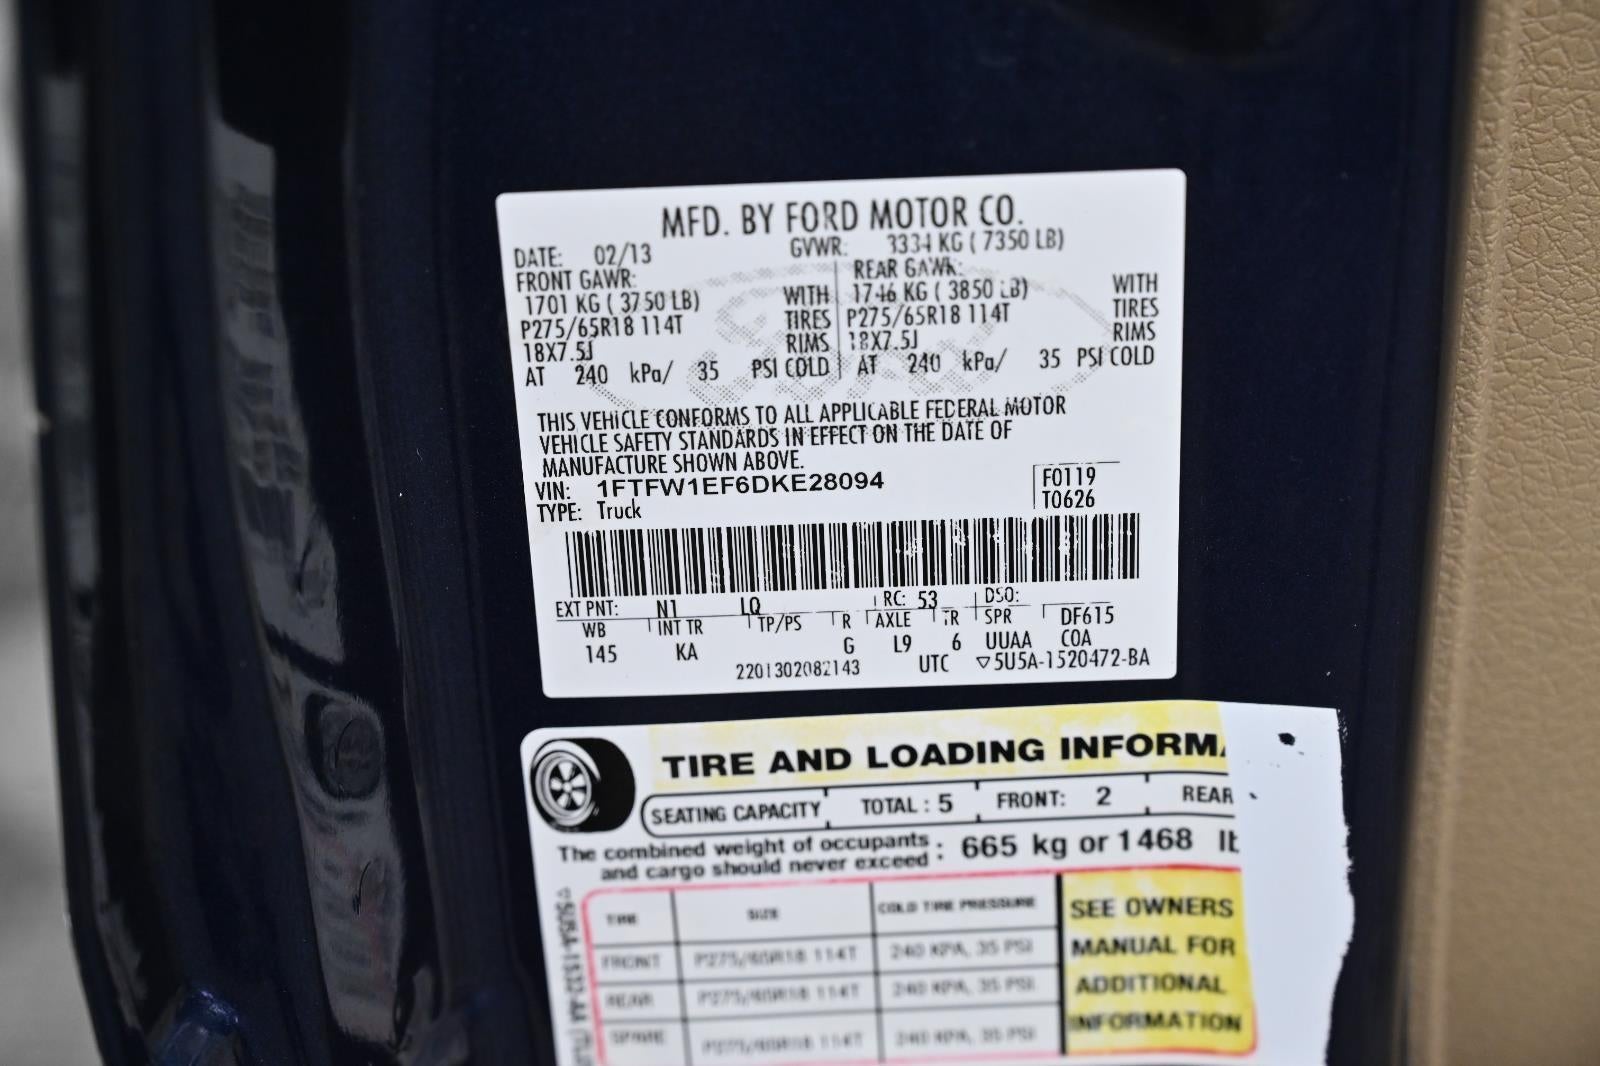 MFD. BY FORD MOTOR CO.
DATE: 02/13 GVWR: 3334 KG ( 7350 LB)
FRONT GAWR: REAR GAWR:
1701 KG ( 3750 LB) WITH 1746 KG ( 3850 LB) WITH
P275/65R18 114T TIRES P275/65R18 114T TIRES
18X7.5J RIMS 18X7.5J RIMS
AT 240 kPa/ 35 PSI COLD AT 240 kPa/ 35 PSI COLD
THIS VEHICLE CONFORMS TO ALL APPLICABLE FEDERAL MOTOR
VEHICLE SAFETY STANDARDS IN EFFECT ON THE DATE OF
MANUFACTURE SHOWN ABOVE.
VIN: 1FTFW1EF6DKE28094 F0119
TYPE: Truck T0626
EXT PNT: N1 LQ RC: 53 DSO:
WB INT TR TP/PS R AXLE TR SPR DF615
145 KA G L9 6 UUAA COA
2201302082143 UTC ▽5U5A-1520472-BA
TIRE AND LOADING INFORM
SEATING CAPACITY TOTAL : 5 FRONT: 2 REAR
The combined weight of occupants
and cargo should never exceed : 665 kg or 1468 lb
TIRE SIZE COLD TIRE PRESSURE
FRONT P275/65R18 114T 240 KPA, 35 PSI
REAR P275/65R18 114T 240 KPA, 35 PSI
SPARE P275/65R18 114T 240 KPA, 35 PSI
SEE OWNERS
MANUAL FOR
ADDITIONAL
INFORMATION